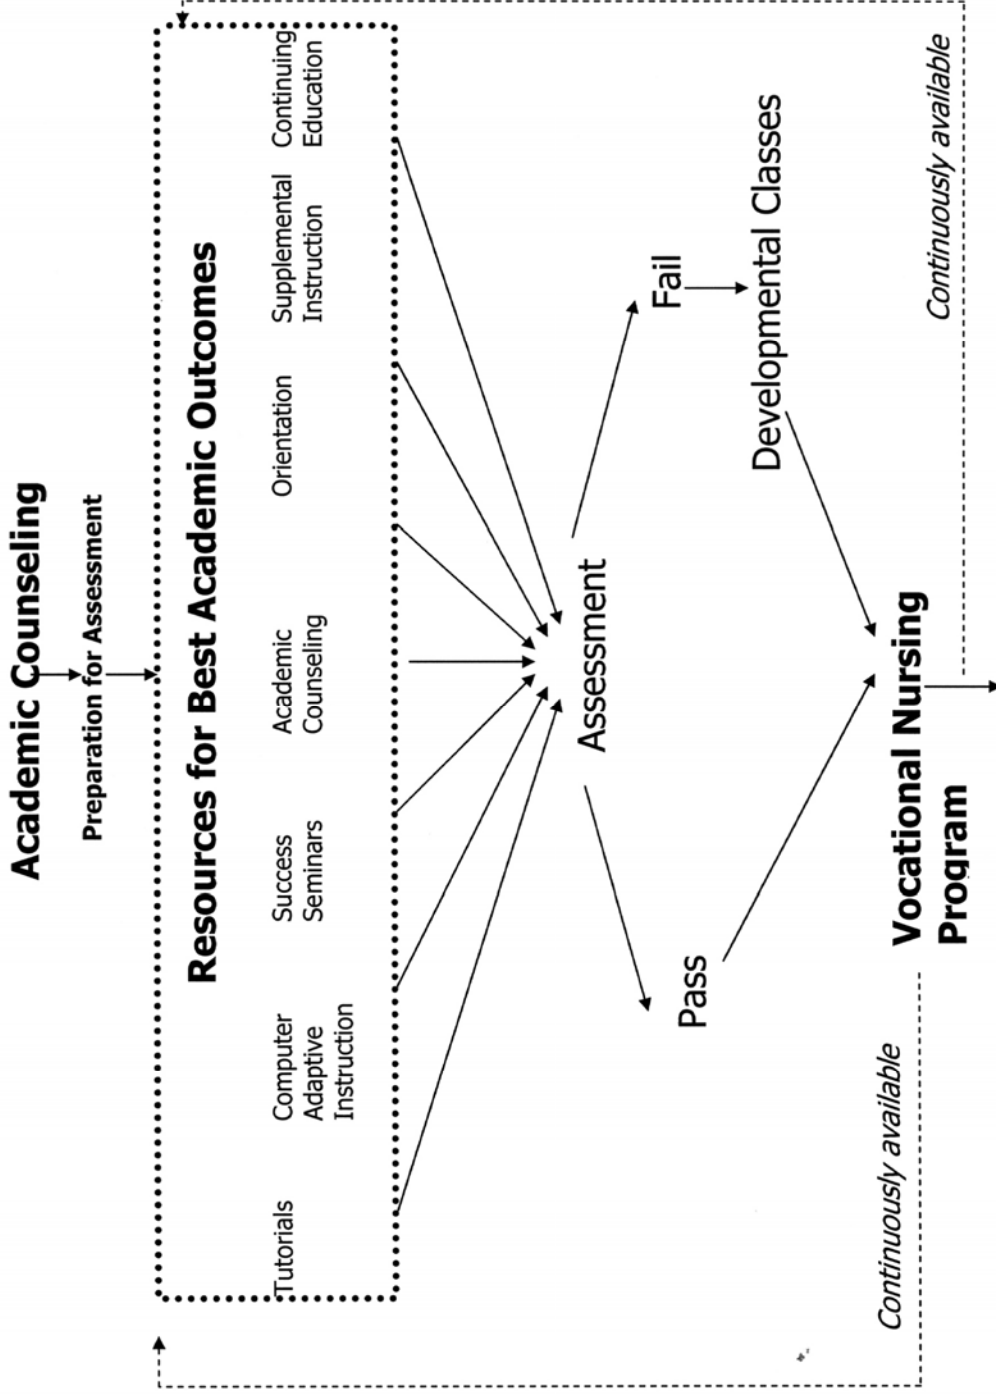 Academic Counseling
Preparation for Assessment
Resources for Best Academic Outcomes
Tutorials
Computer
Adaptive
Instruction
Success
Seminars
Academic
Counseling
Orientation
Supplemental
Instruction
Continuing
Education
Assessment
Pass
Fail
Developmental Classes
Vocational Nursing
Program
Continuously available
Continuously available